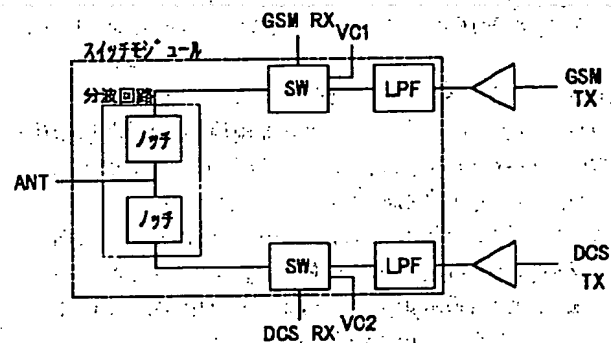 GSM RX
VC1
スイッチモジュール
分波回路
SW
LPF
GSM
TX
ノッチ
ANT
ノッチ
SW
LPF
DCS
TX
DCS RX
VC2